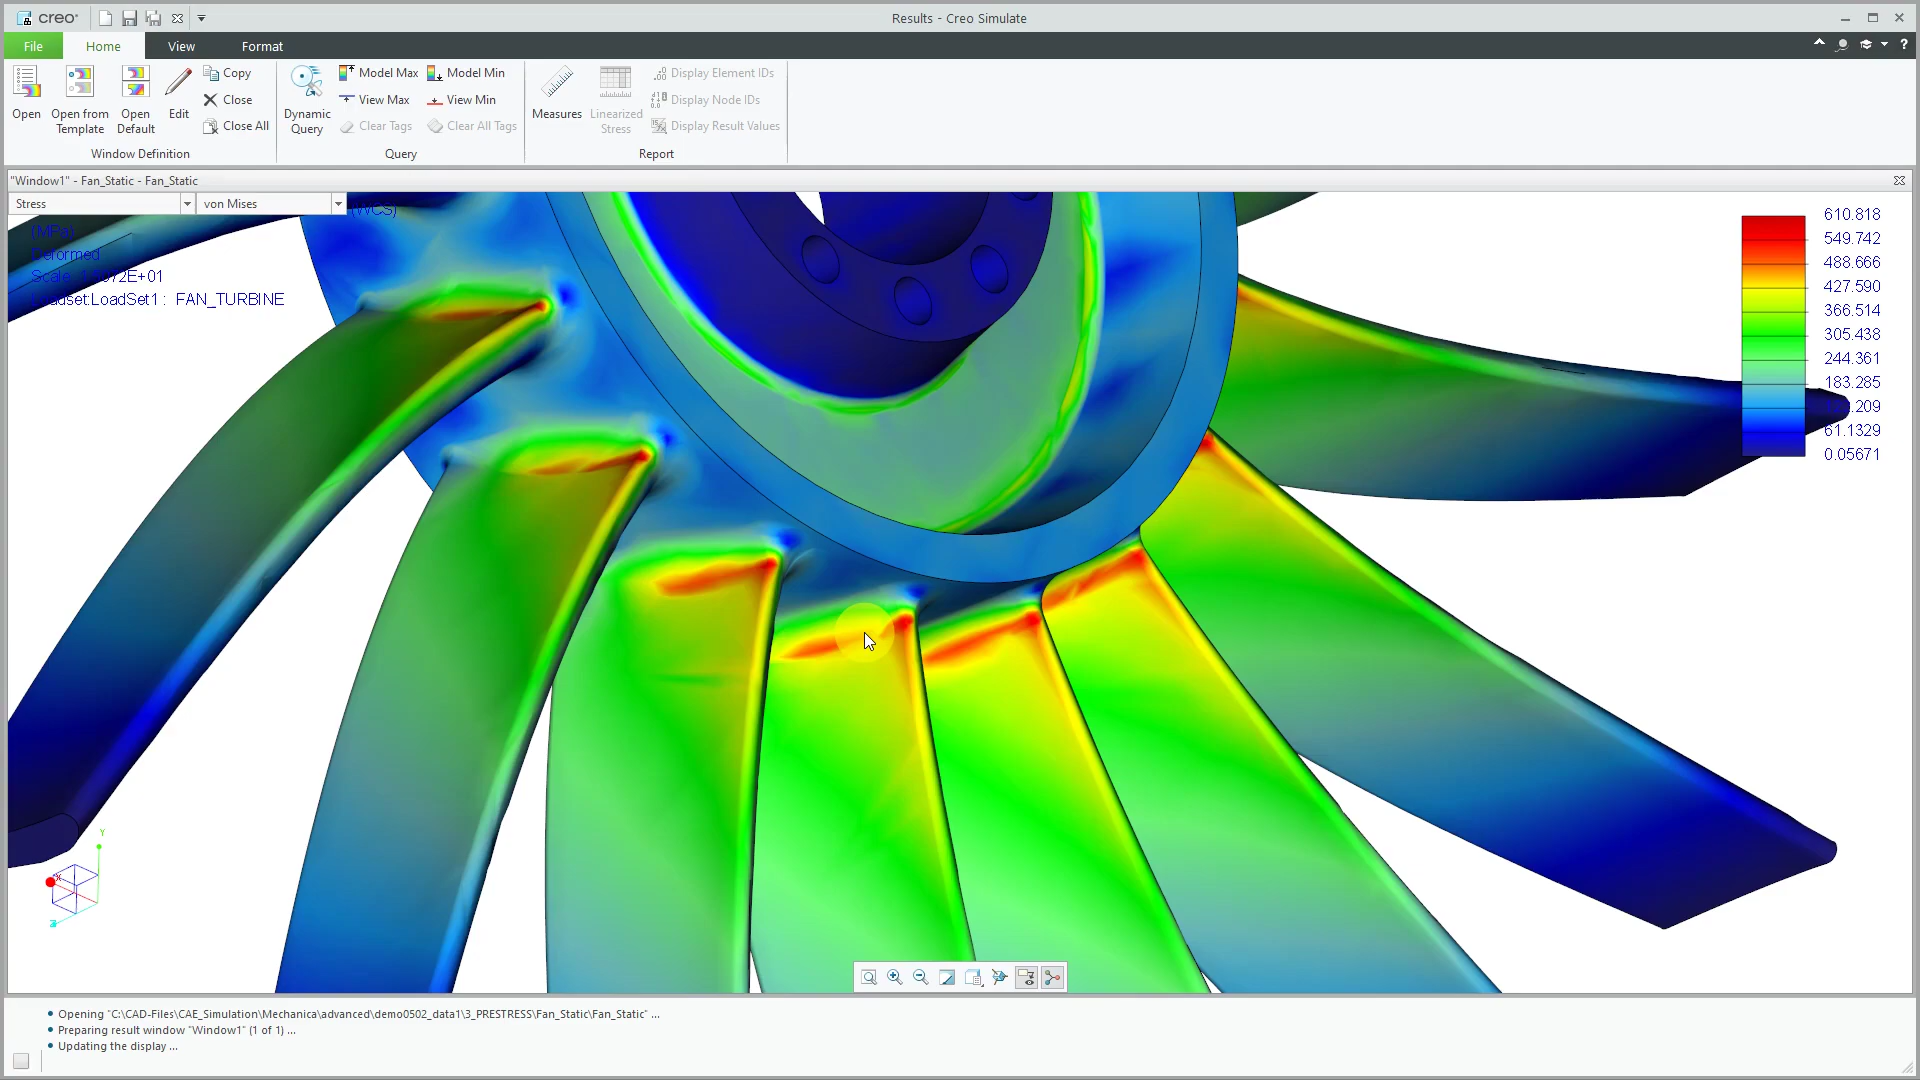 creo®
Results - Creo Simulate
File Home View Format
?
Open
Open from Template
Open Default
Edit
Copy
Close
Close All
Window Definition
Dynamic Query
Model Max
Model Min
View Max
View Min
Clear Tags
Clear All Tags
Query
Measures
Linearized Stress
Display Element IDs
Display Node IDs
Display Result Values
Report
"Window1" - Fan_Static - Fan_Static
Stress
von Mises
(WCS)
(MPa)
Deformed
Scale
Loadset:LoadSet1 : FAN_TURBINE
610.818
549.742
488.666
427.590
366.514
305.438
244.361
183.285
.209
61.1329
0.05671
Y
X
Z
Opening "C:\CAD-Files\CAE_Simulation\Mechanica\advanced\demo0502_data1\3_PRESTRESS\Fan_Static\Fan_Static" ...
Preparing result window "Window1" (1 of 1) ...
Updating the display ...